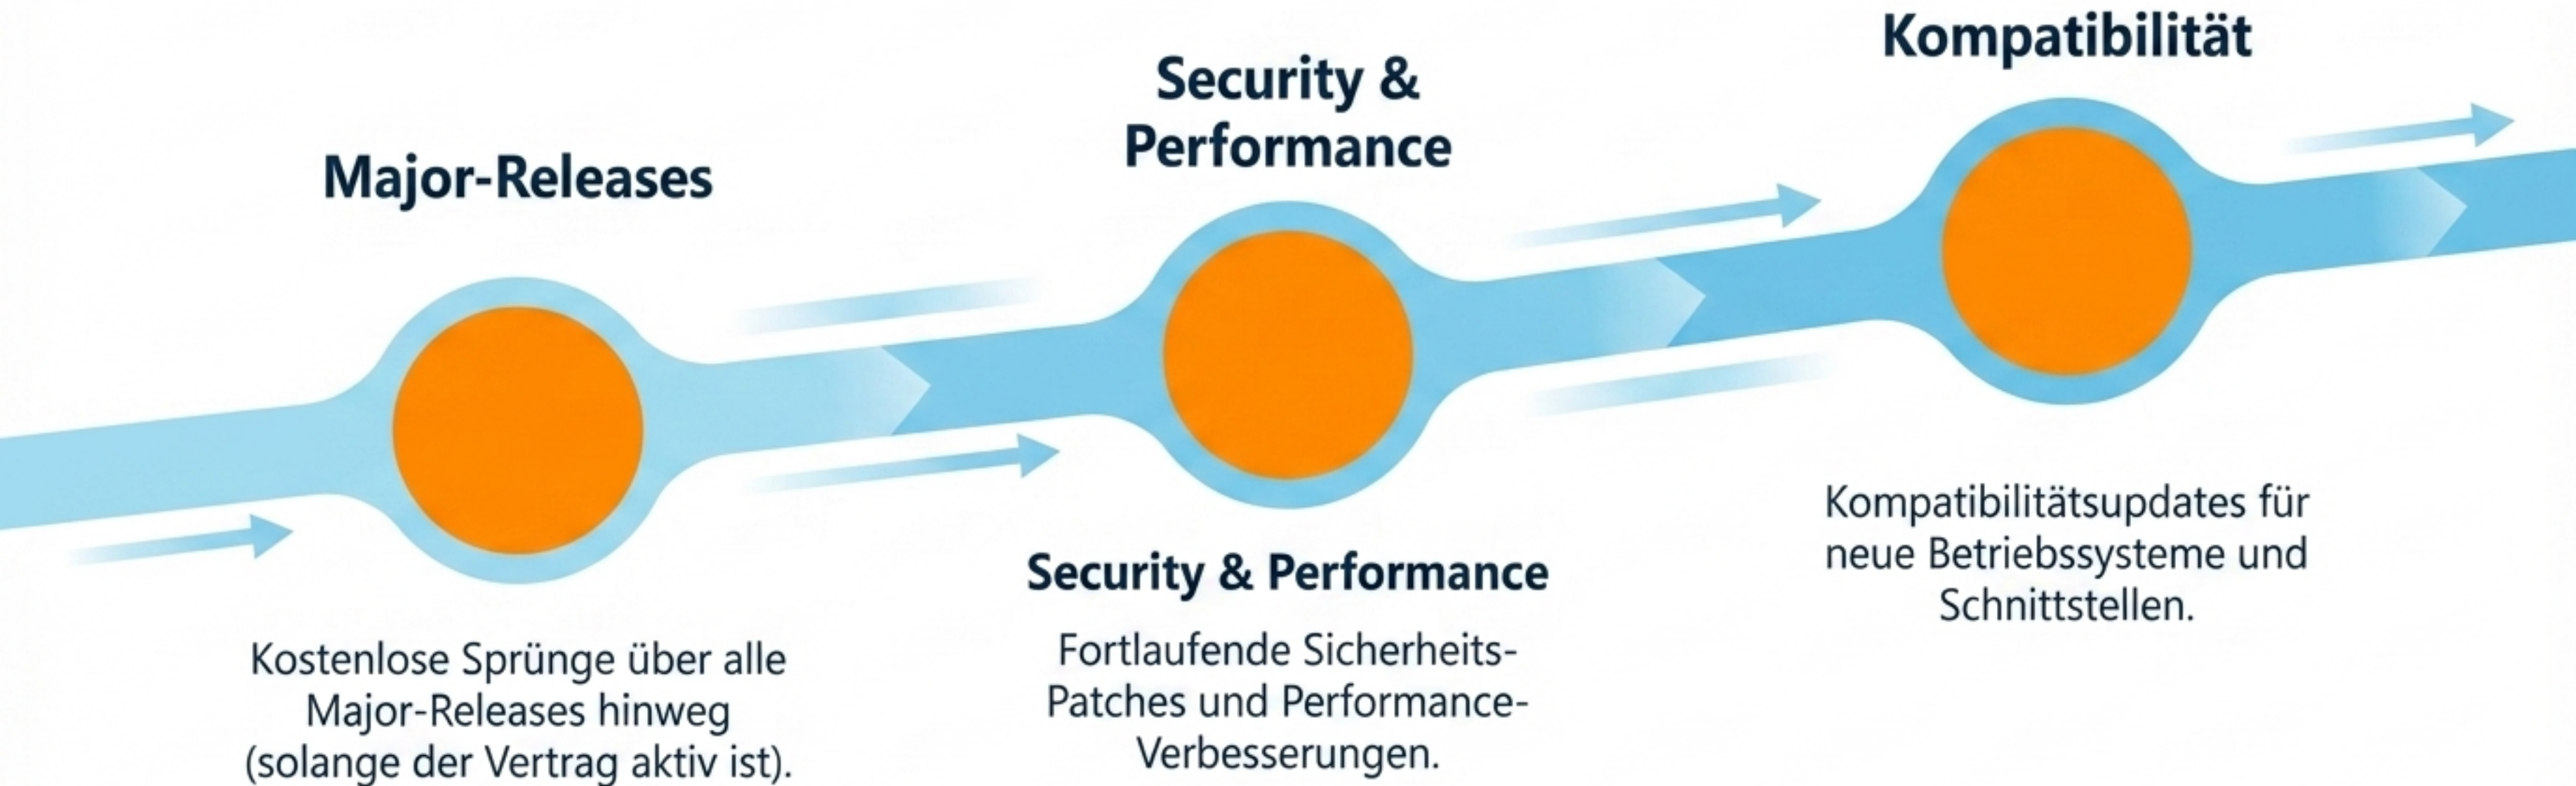 Major-Releases
Kostenlose Sprünge über alle
Major-Releases hinweg
(solange der Vertrag aktiv ist).
Security &
Performance
Security & Performance
Fortlaufende Sicherheits-
Patches und Performance-
Verbesserungen.
Kompatibilität
Kompatibilitätsupdates für
neue Betriebssysteme und
Schnittstellen.